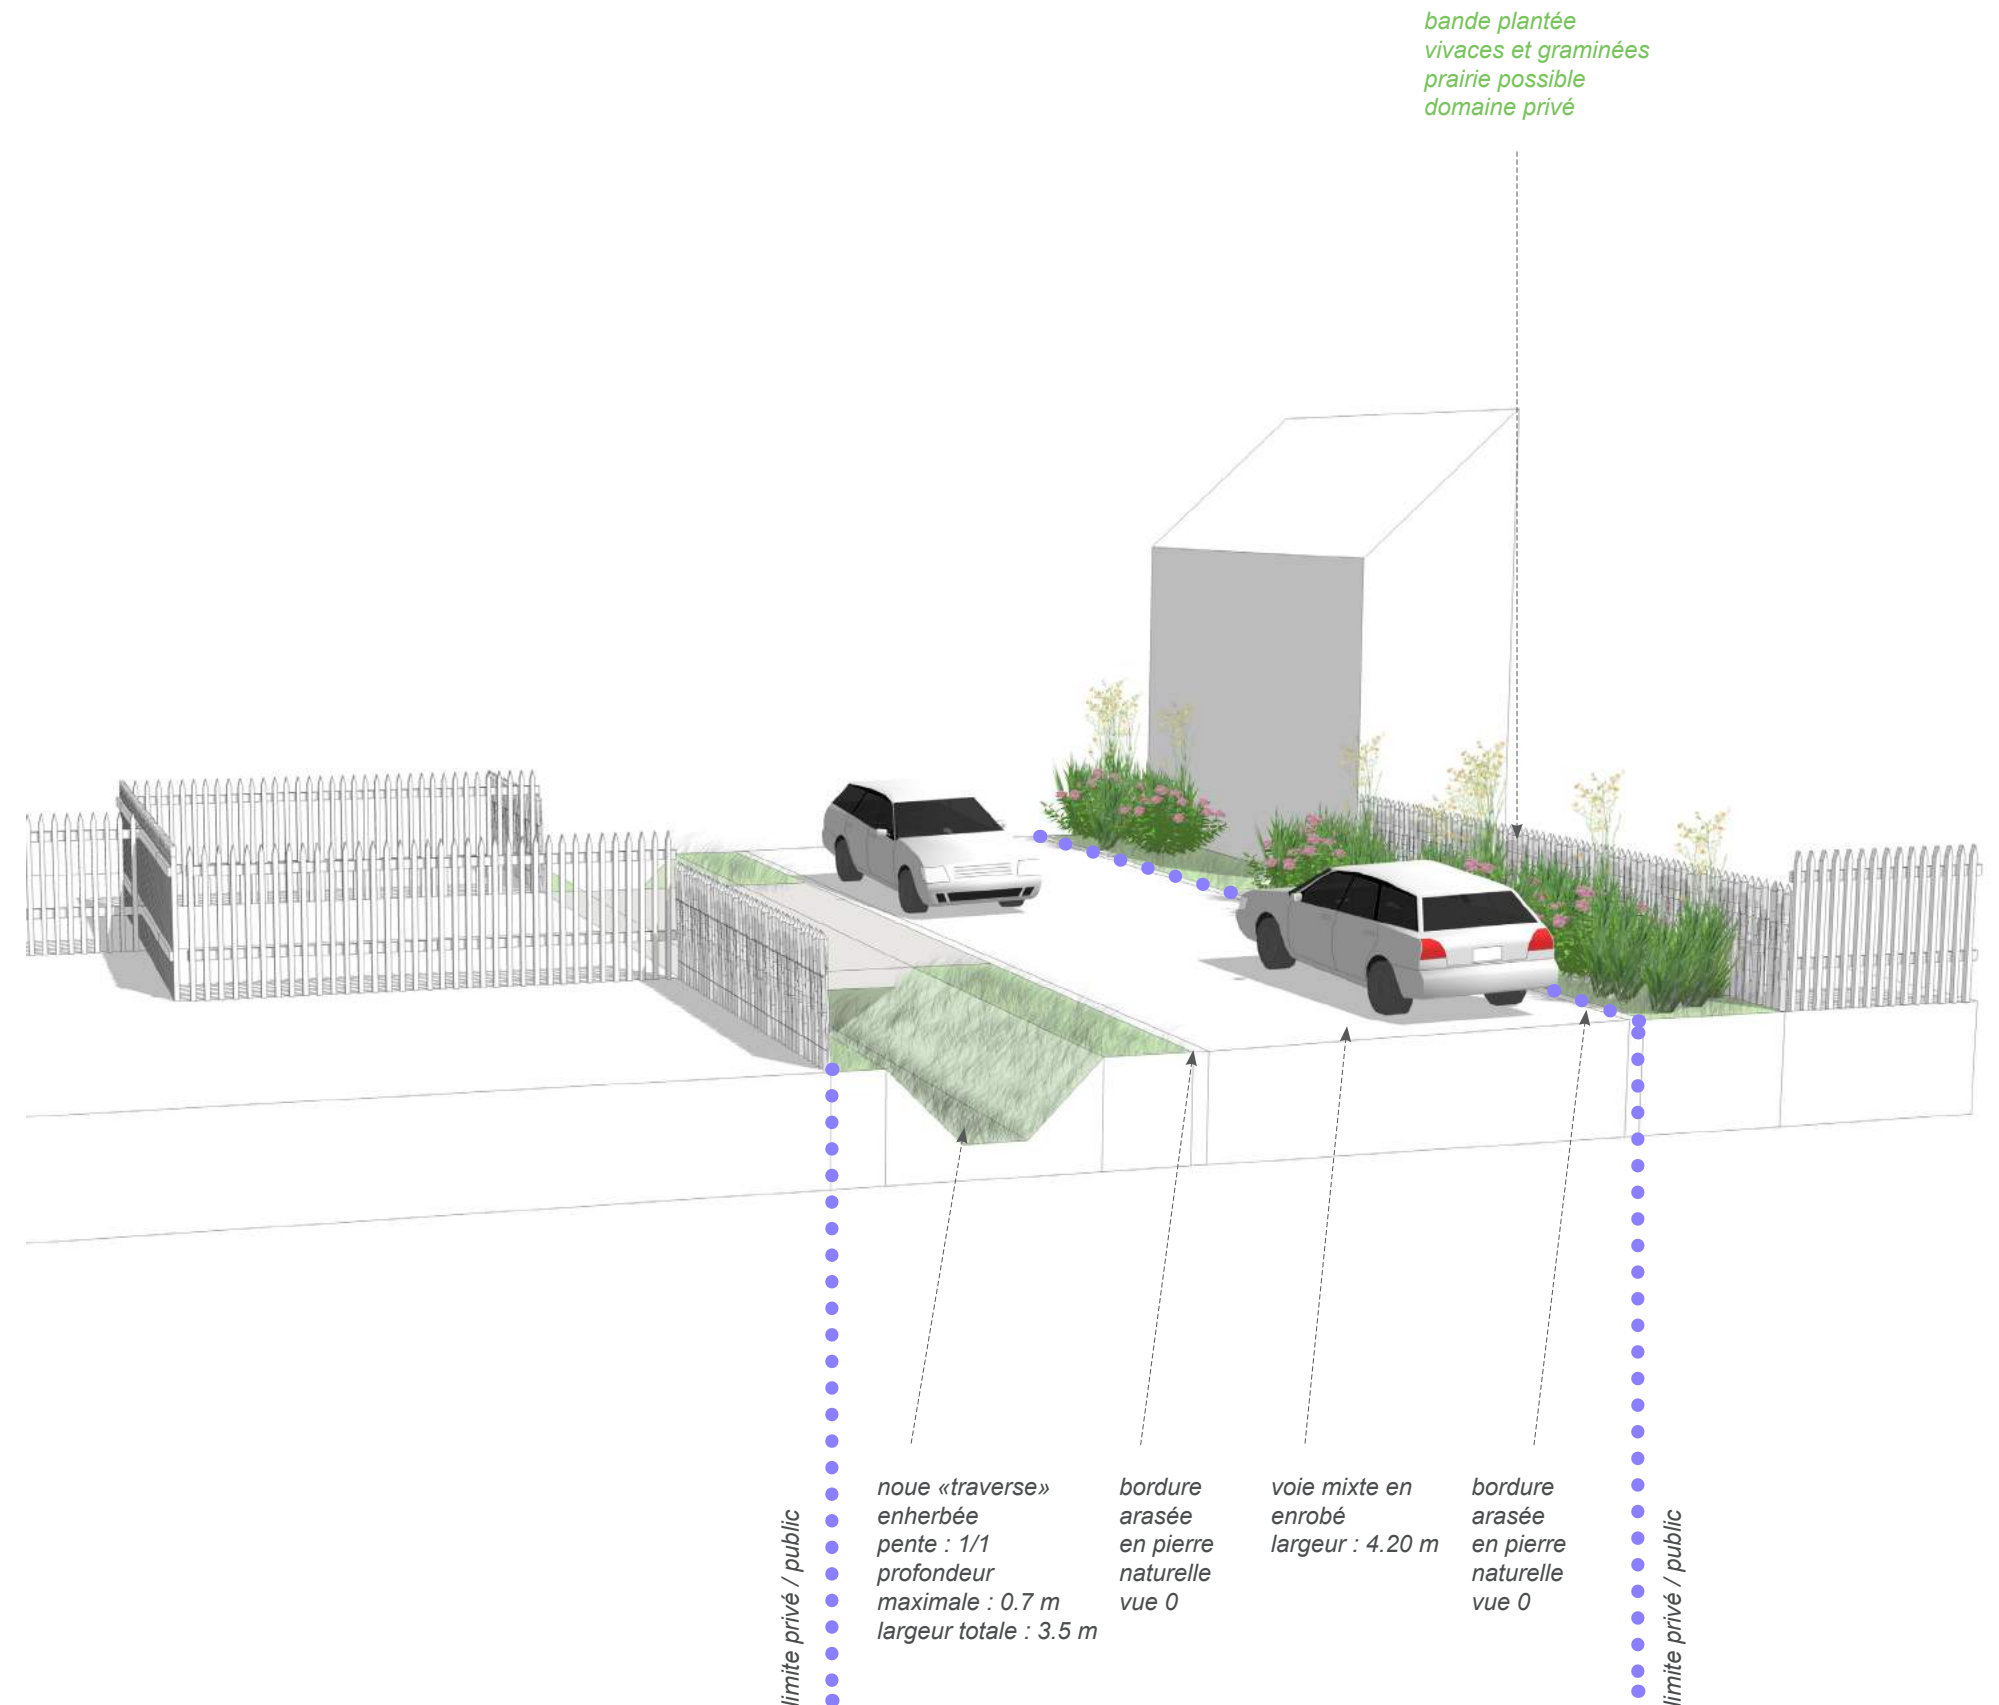 bande plantée
vivaces et graminées
prairie possible
domaine privé
limite privé / public
noue «traverse»
enherbée
pente : 1/1
profondeur
maximale : 0.7 m
largeur totale : 3.5 m
bordure
arasée
en pierre
naturelle
vue 0
voie mixte en
enrobé
largeur : 4.20 m
bordure
arasée
en pierre
naturelle
vue 0
limite privé / public